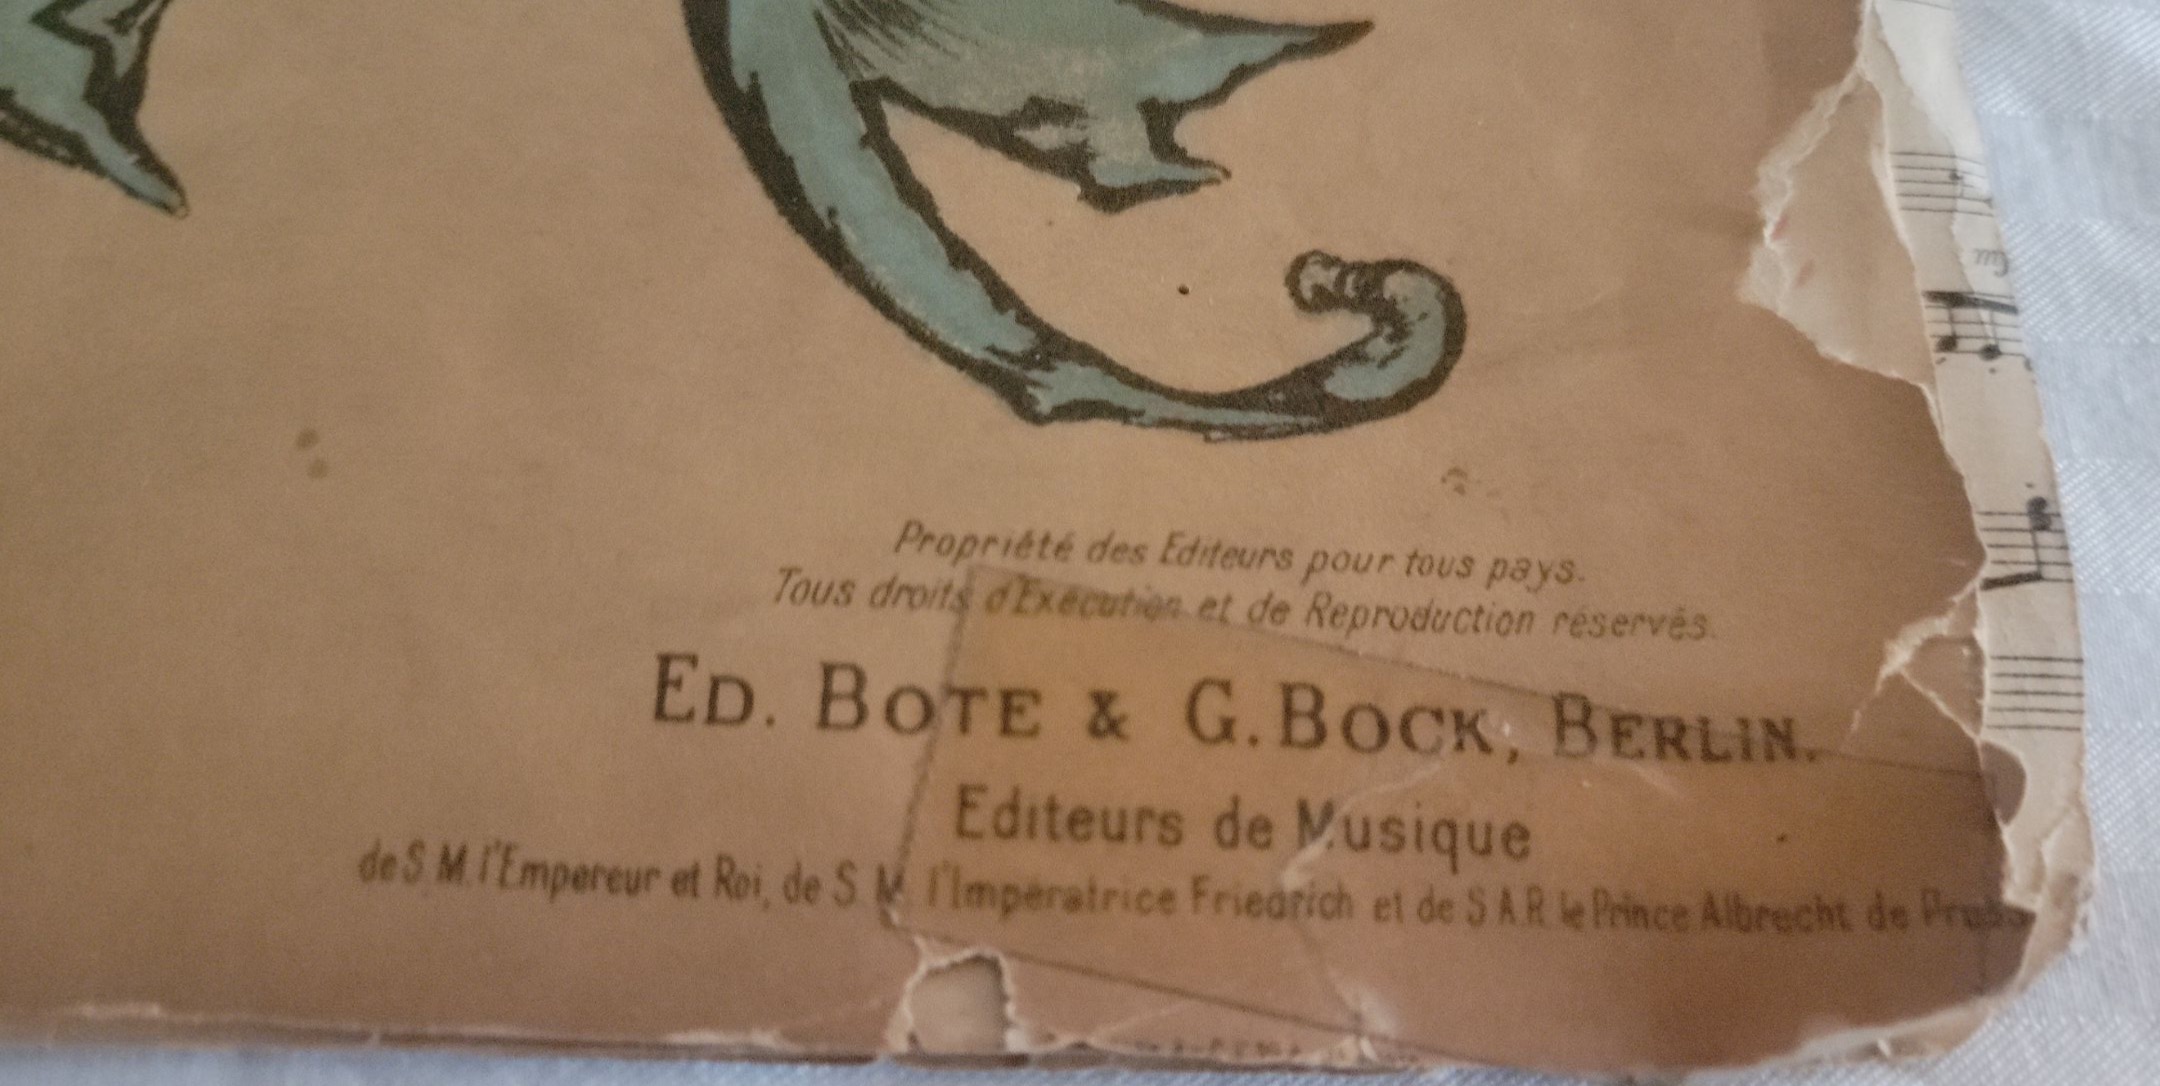 Propriété des Editeurs pour tous pays.
Tous droits d'Exécution et de Reproduction réservés.
ED. BOTE & G. BOCK, BERLIN.
Editeurs de Musique
de S. M. l'Empereur et Roi, de S. M. l'Impératrice Friedrich et de S. A. R. le Prince Albrecht de